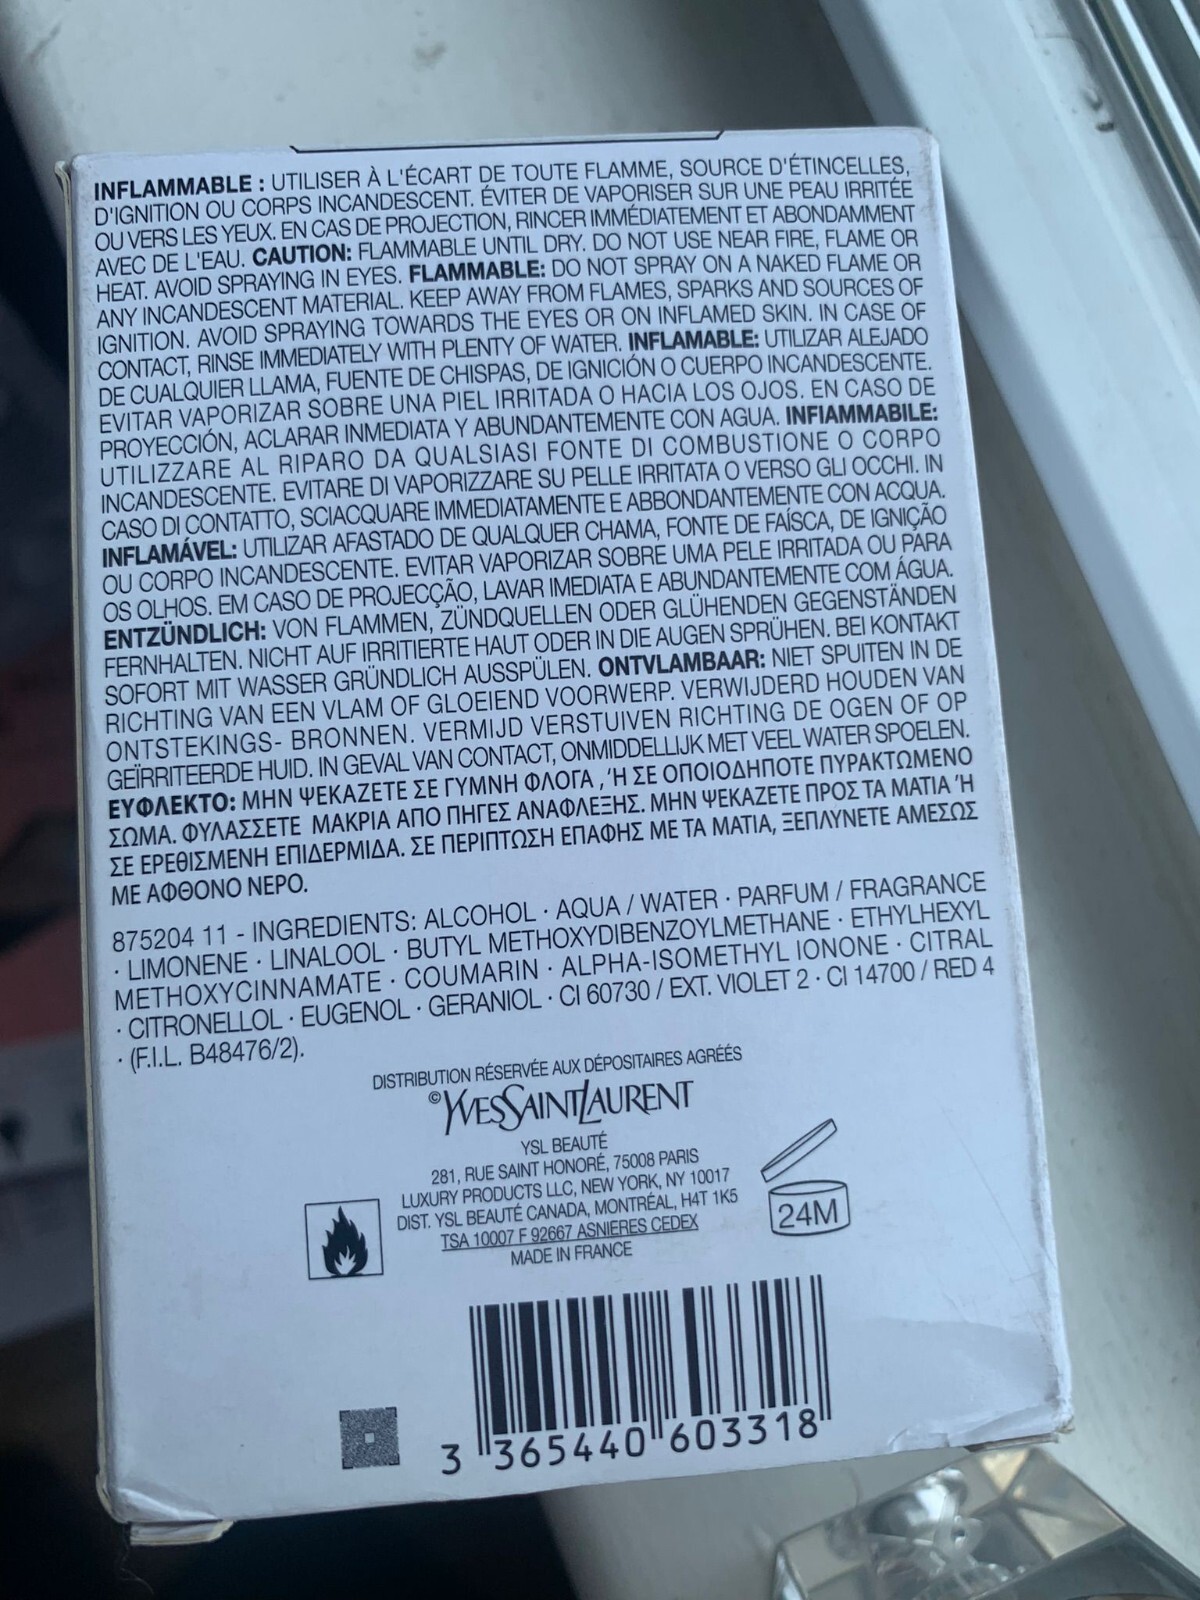 INFLAMMABLE : UTILISER À L'ÉCART DE TOUTE FLAMME, SOURCE D'ÉTINCELLES,
D'IGNITION OU CORPS INCANDESCENT. ÉVITER DE VAPORISER SUR UNE PEAU IRRITÉE
OU VERS LES YEUX. EN CAS DE PROJECTION, RINCER IMMÉDIATEMENT ET ABONDAMMENT
AVEC DE L'EAU. CAUTION: FLAMMABLE UNTIL DRY. DO NOT USE NEAR FIRE, FLAME OR
HEAT. AVOID SPRAYING IN EYES. FLAMMABLE: DO NOT SPRAY ON A NAKED FLAME OR
ANY INCANDESCENT MATERIAL. KEEP AWAY FROM FLAMES, SPARKS AND SOURCES OF
IGNITION. AVOID SPRAYING TOWARDS THE EYES OR ON INFLAMED SKIN. IN CASE OF
CONTACT, RINSE IMMEDIATELY WITH PLENTY OF WATER. INFLAMABLE: UTILIZAR ALEJADO
DE CUALQUIER LLAMA, FUENTE DE CHISPAS, DE IGNICIÓN O CUERPO INCANDESCENTE.
EVITAR VAPORIZAR SOBRE UNA PIEL IRRITADA O HACIA LOS OJOS. EN CASO DE
PROYECCIÓN, ACLARAR INMEDIATA Y ABUNDANTEMENTE CON AGUA. INFIAMMABILE:
UTILIZZARE AL RIPARO DA QUALSIASI FONTE DI COMBUSTIONE O CORPO
INCANDESCENTE. EVITARE DI VAPORIZZARE SU PELLE IRRITATA O VERSO GLI OCCHI. IN
CASO DI CONTATTO, SCIACQUARE IMMEDIATAMENTE E ABBONDANTEMENTE CON ACQUA.
INFLAMÁVEL: UTILIZAR AFASTADO DE QUALQUER CHAMA, FONTE DE FAÍSCA, DE IGNIÇÃO
OU CORPO INCANDESCENTE. EVITAR VAPORIZAR SOBRE UMA PELE IRRITADA OU PARA
OS OLHOS. EM CASO DE PROJECÇÃO, LAVAR IMEDIATA E ABUNDANTEMENTE COM ÁGUA.
ENTZÜNDLICH: VON FLAMMEN, ZÜNDQUELLEN ODER GLÜHENDEN GEGENSTÄNDEN
FERNHALTEN. NICHT AUF IRRITIERTE HAUT ODER IN DIE AUGEN SPRÜHEN. BEI KONTAKT
SOFORT MIT WASSER GRÜNDLICH AUSSPÜLEN. ONTVLAMBAAR: NIET SPUITEN IN DE
RICHTING VAN EEN VLAM OF GLOEIEND VOORWERP. VERWIJDERD HOUDEN VAN
ONTSTEKINGS- BRONNEN. VERMIJD VERSTUIVEN RICHTING DE OGEN OF OP
GEÏRRITEERDE HUID. IN GEVAL VAN CONTACT, ONMIDDELLIJK MET VEEL WATER SPOELEN.
ΕΥΦΛΕΚΤΟ: ΜΗΝ ΨΕΚΑΖΕΤΕ ΣΕ ΓΥΜΝΗ ΦΛΟΓΑ ,Ή ΣΕ ΟΠΟΙΟΔΗΠΟΤΕ ΠΥΡΑΚΤΩΜΕΝΟ
ΣΩΜΑ. ΦΥΛΑΣΣΕΤΕ ΜΑΚΡΙΑ ΑΠΟ ΠΗΓΕΣ ΑΝΑΦΛΕΞΗΣ. ΜΗΝ ΨΕΚΑΖΕΤΕ ΠΡΟΣ ΤΑ ΜΑΤΙΑ Ή
ΣΕ ΕΡΕΘΙΣΜΕΝΗ ΕΠΙΔΕΡΜΙΔΑ. ΣΕ ΠΕΡΙΠΤΩΣΗ ΕΠΑΦΗΣ ΜΕ ΤΑ ΜΑΤΙΑ, ΞΕΠΛΥΝΕΤΕ ΑΜΕΣΩΣ
ΜΕ ΑΦΘΟΝΟ ΝΕΡΟ.
875204 11 - INGREDIENTS: ALCOHOL · AQUA / WATER · PARFUM / FRAGRANCE
· LIMONENE · LINALOOL · BUTYL METHOXYDIBENZOYLMETHANE · ETHYLHEXYL
METHOXYCINNAMATE · COUMARIN · ALPHA-ISOMETHYL IONONE · CITRAL
· CITRONELLOL · EUGENOL · GERANIOL · CI 60730 / EXT. VIOLET 2 · CI 14700 / RED 4
· (F.I.L. B48476/2).
DISTRIBUTION RÉSERVÉE AUX DÉPOSITAIRES AGRÉÉS
©YVESSAINTLAURENT
YSL BEAUTÉ
281, RUE SAINT HONORÉ, 75008 PARIS
LUXURY PRODUCTS LLC, NEW YORK, NY 10017
DIST. YSL BEAUTÉ CANADA, MONTRÉAL, H4T 1K5
TSA 10007 F 92667 ASNIERES CEDEX
MADE IN FRANCE
24M
3 365440 603318